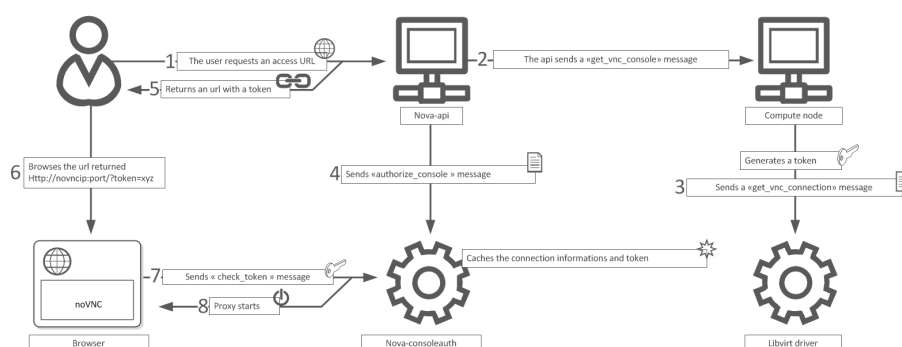 1
The user requests an access URL
2
The api sends a «get_vnc_console» message
5
Returns an url with a token
Nova-api
Compute node
6
Browses the url returned
Http://novncip:port/?token=xyz
4
Sends «authorize_console » message
Generates a token
3
Sends a «get_vnc_connection» message
7
Sends « check_token » message
Caches the connection informations and token
noVNC
8
Proxy starts
Browser
Nova-consoleauth
Libvirt driver